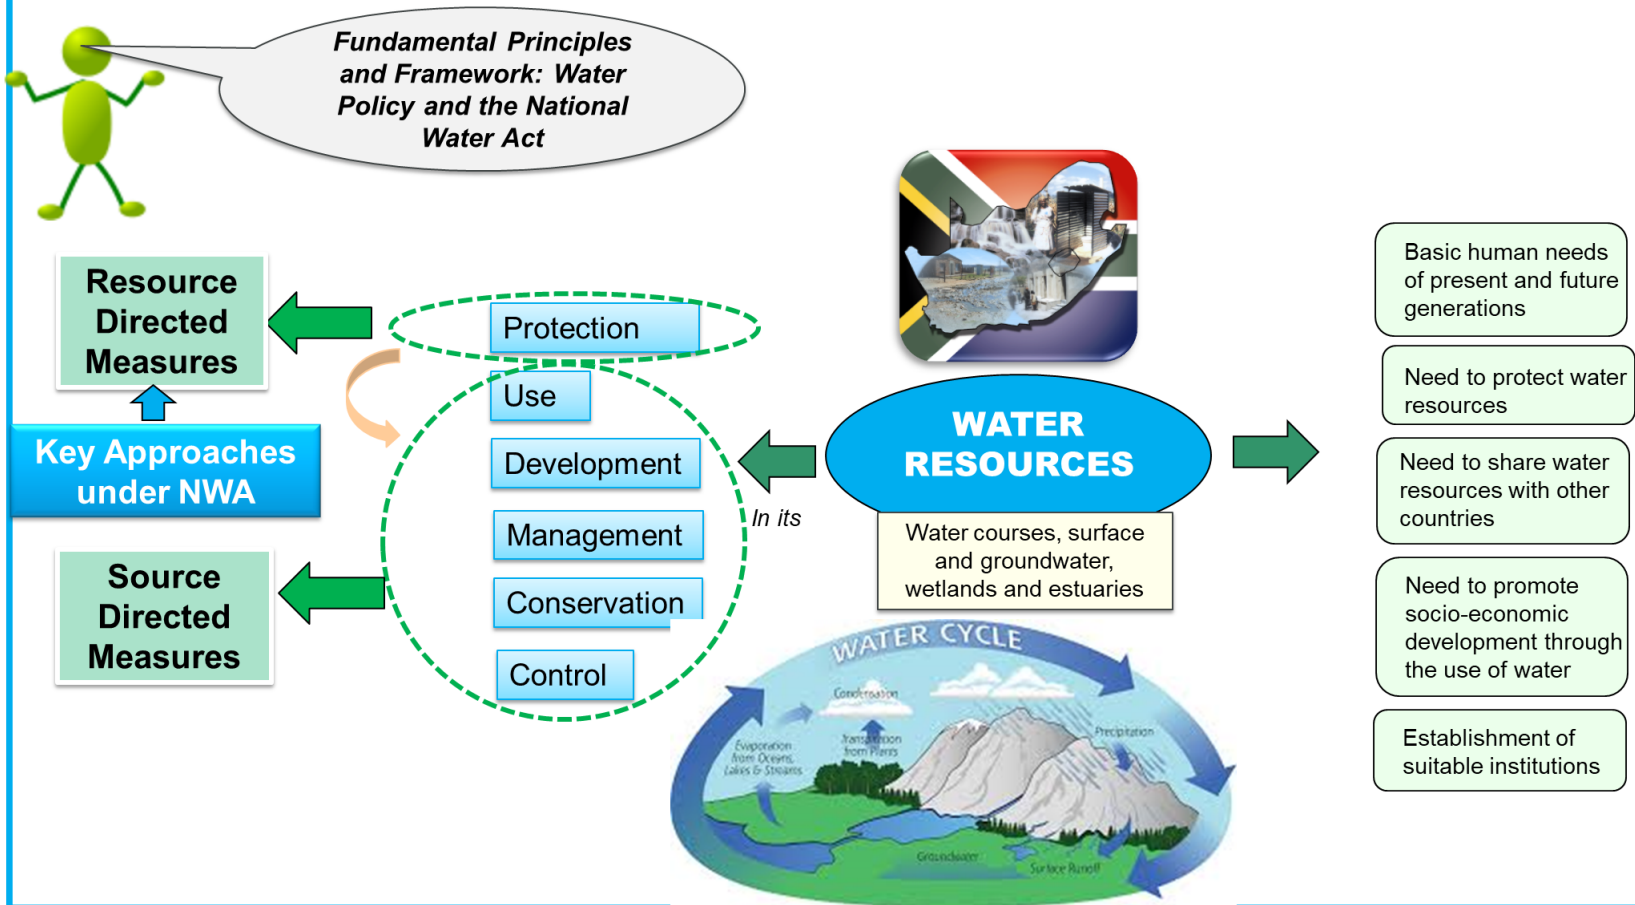 Fundamental Principles
and Framework: Water
Policy and the National
Water Act
Resource
Directed
Measures
Key Approaches
under NWA
Source
Directed
Measures
Protection
Use
Development
Management
Conservation
Control
In its
WATER
RESOURCES
Water courses, surface
and groundwater,
wetlands and estuaries
WATER CYCLE
Condensation
Precipitation
Transpiration
from Plants
Evaporation
from Oceans,
Lakes & Streams
Groundwater
Surface Runoff
Basic human needs
of present and future
generations
Need to protect water
resources
Need to share water
resources with other
countries
Need to promote
socio-economic
development through
the use of water
Establishment of
suitable institutions